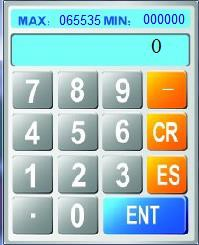 MAX: 065535 MIN: 000000
0
7 8 9 −
4 5 6 CR
1 2 3 ES
. 0 ENT